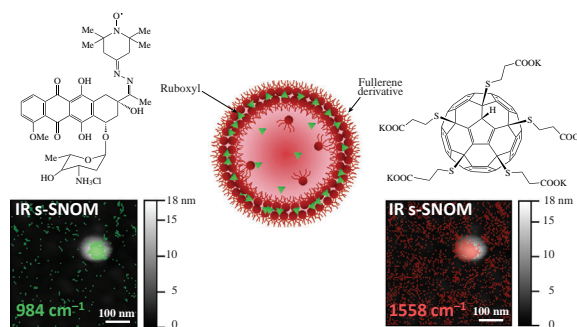 O•
N
Me
Me
Me
Me
N
N
O
OH
Me
OH
OMe
O
OH
O
Me
O
HO
NH3Cl
Ruboxyl
Fullerene
derivative
COOK
S
H
KOOC
S
S
COOK
KOOC
S
S
COOK
IR s-SNOM
984 cm–1
100 nm
18 nm
15
10
5
0
IR s-SNOM
1558 cm–1
100 nm
18 nm
15
10
5
0